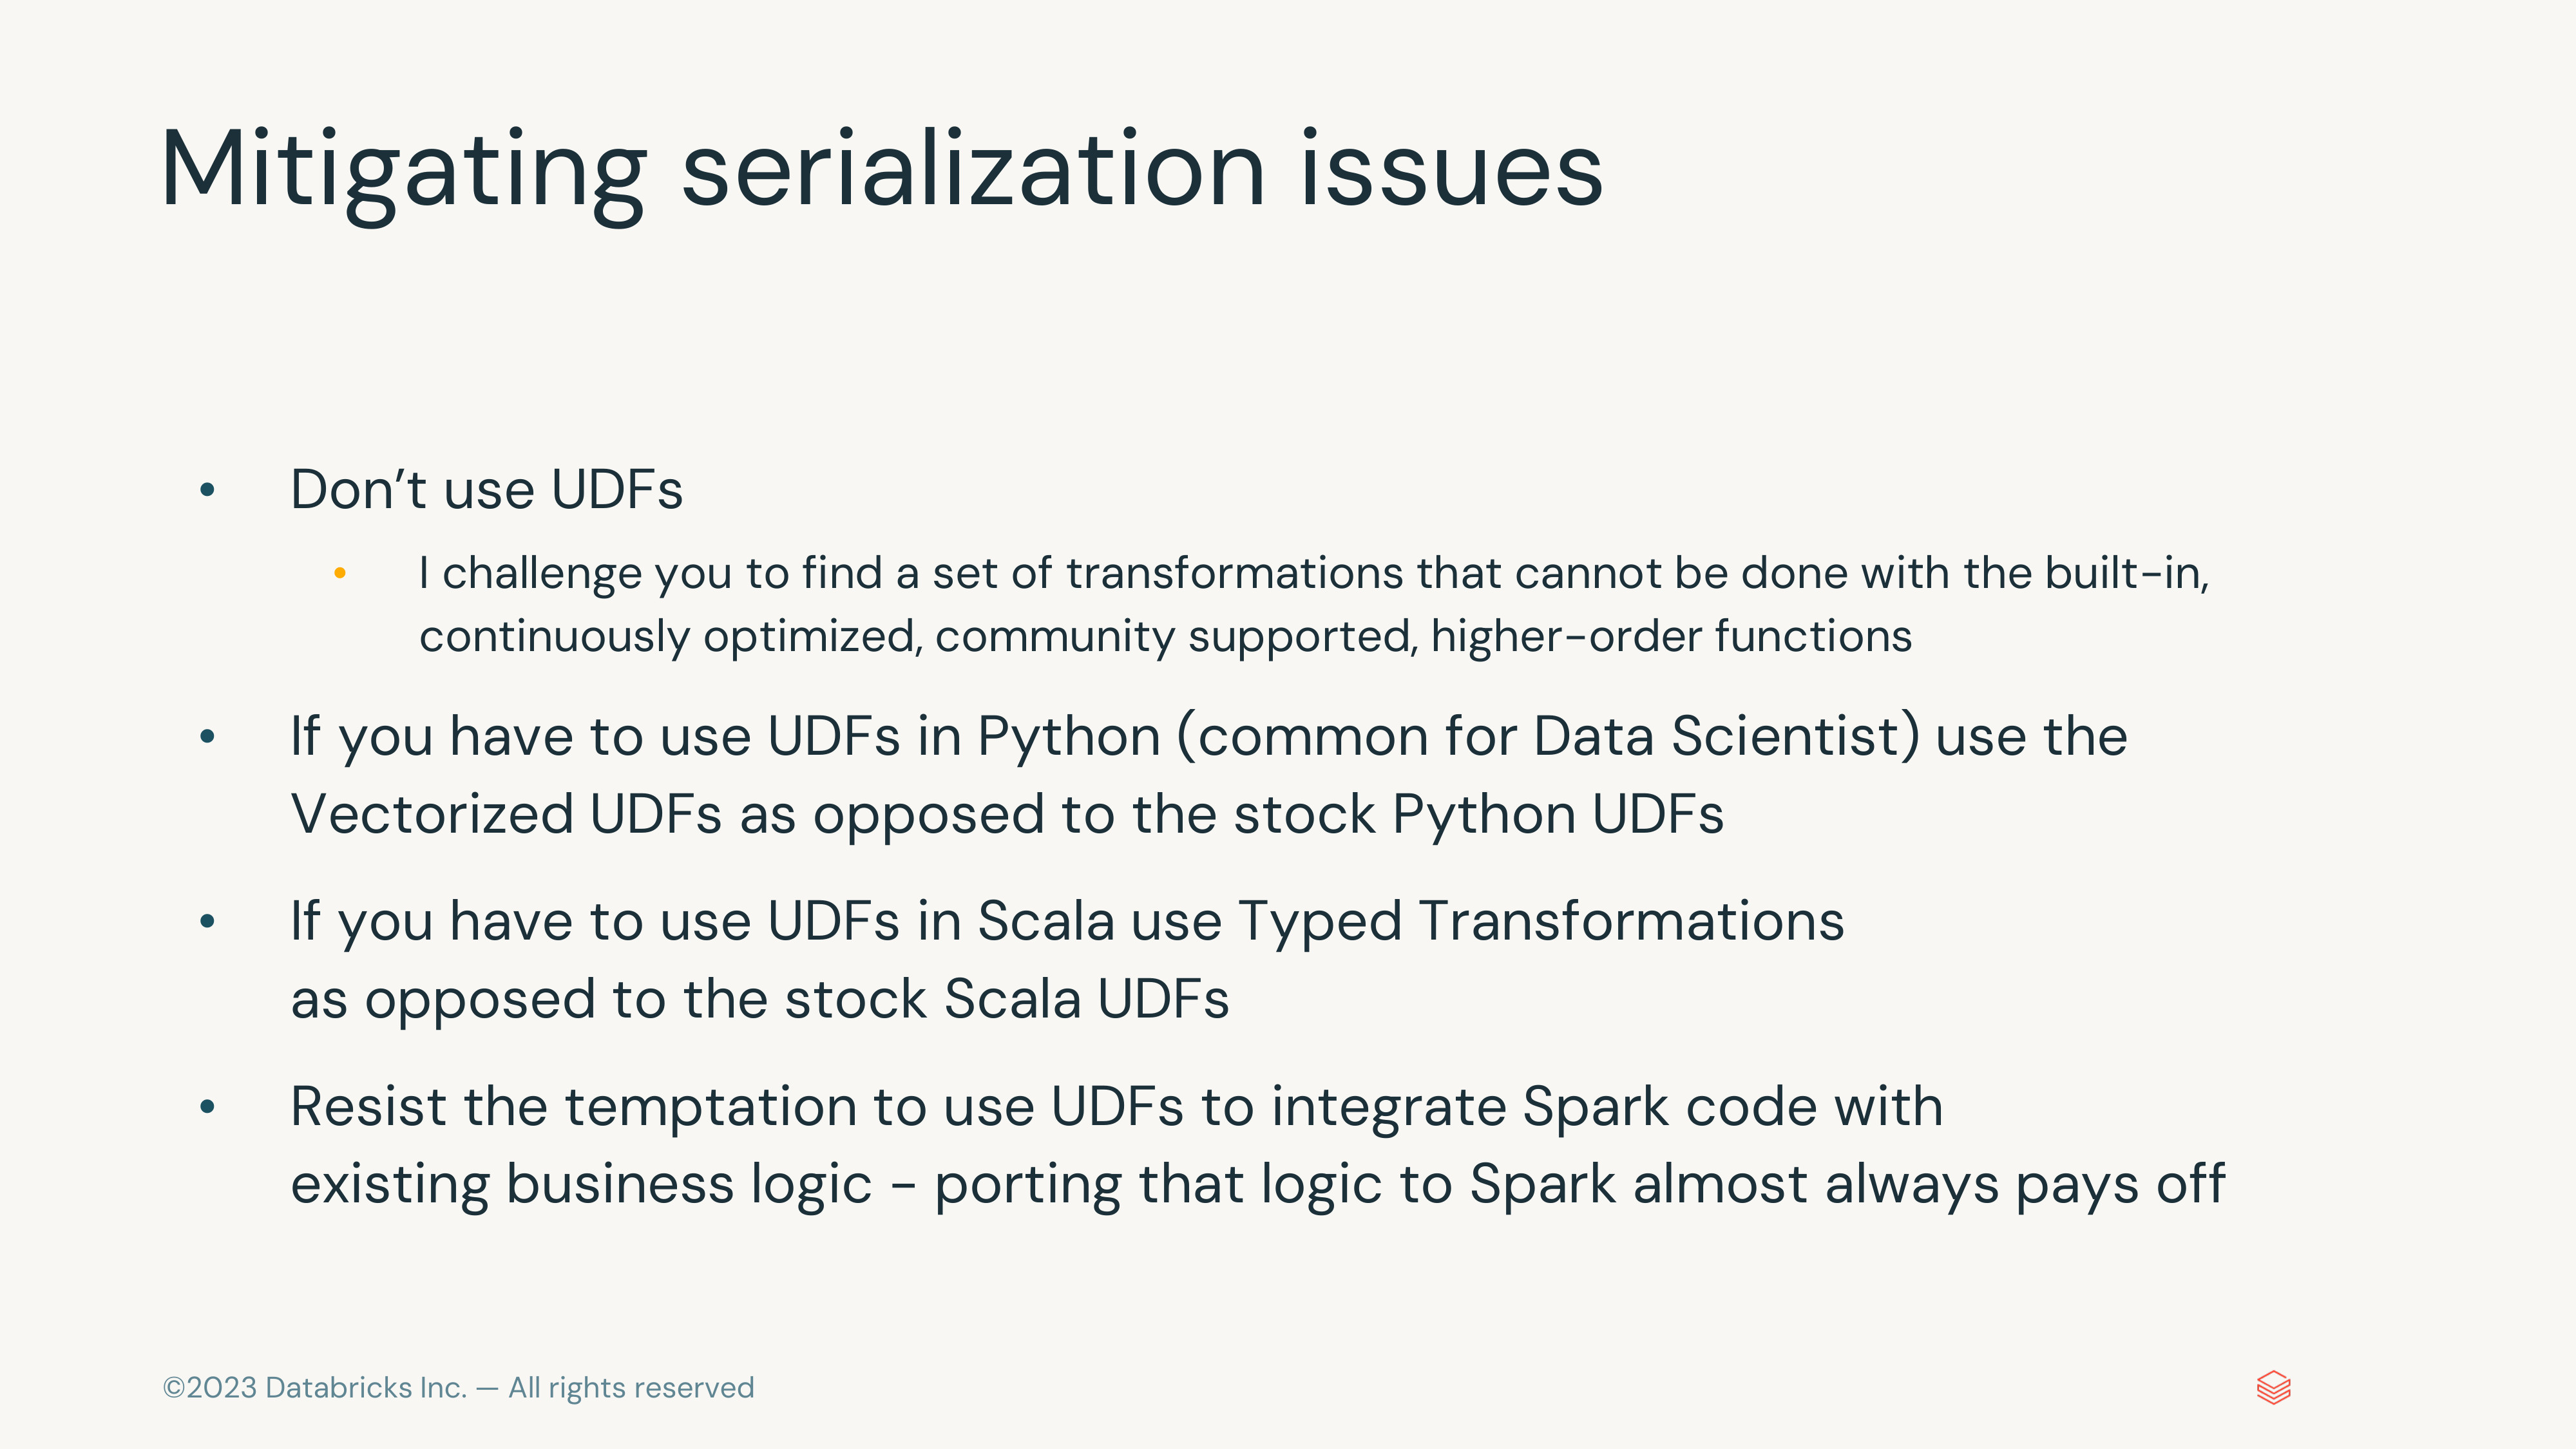 Mitigating serialization issues
• Don’t use UDFs
• I challenge you to find a set of transformations that cannot be done with the built-in,
continuously optimized, community supported, higher-order functions
• If you have to use UDFs in Python (common for Data Scientist) use the
Vectorized UDFs as opposed to the stock Python UDFs
• If you have to use UDFs in Scala use Typed Transformations
as opposed to the stock Scala UDFs
• Resist the temptation to use UDFs to integrate Spark code with
existing business logic - porting that logic to Spark almost always pays off
©2023 Databricks Inc. — All rights reserved